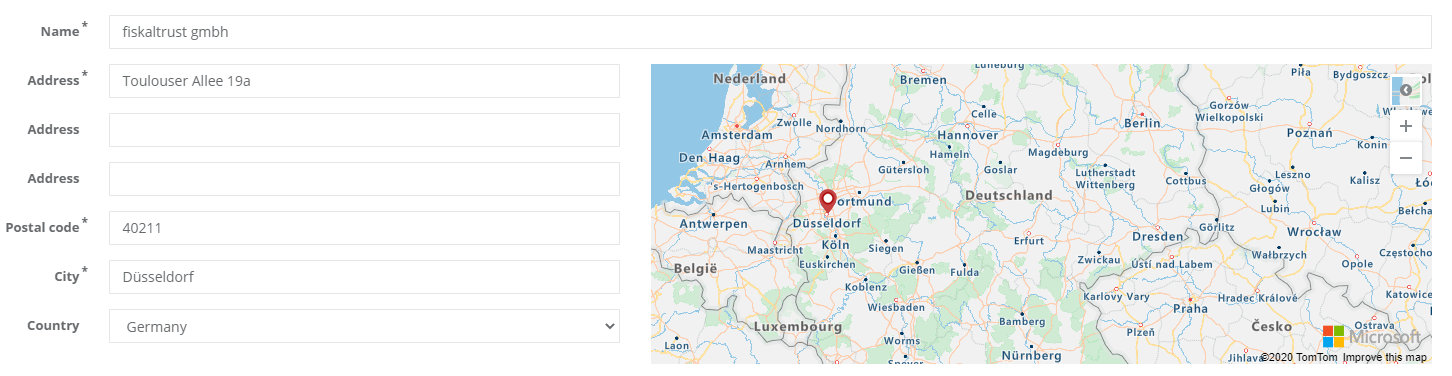 Name *
fiskaltrust gmbh
Address *
Toulouser Allee 19a
Address
Address
Postal code *
40211
City *
Düsseldorf
Country
Germany
Nederland
Bremen
Lüneburg
Piła
Bydgoszcz
Celle
Gorzów
Wielkopolski
Zwolle
Nordhorn
Amsterdam
Hannover
Berlin
Poznań
Konin
Den Haag
Arnhem
Hameln
Magdeburg
's-Hertogenbosch
Gütersloh
Goslar
Lutherstadt
Wittenberg
Cottbus
Leszno
Kalisz
Głogów
Lubin
Dortmund
Deutschland
Antwerpen
Düsseldorf
Görlitz
Wrocław
Köln
Siegen
Erfurt
Dresden
Maastricht
Euskirchen
Gießen
Fulda
Zwickau
Ústí nad Labem
Wałbrzych
Opole
België
Koblenz
Karlovy Vary
Hradec Králové
Wiesbaden
Praha
Luxembourg
Bamberg
Plzeň
Česko
Ostrava
Laon
Worms
Nürnberg
Jihlava
Microsoft
©2020 TomTom Improve this map